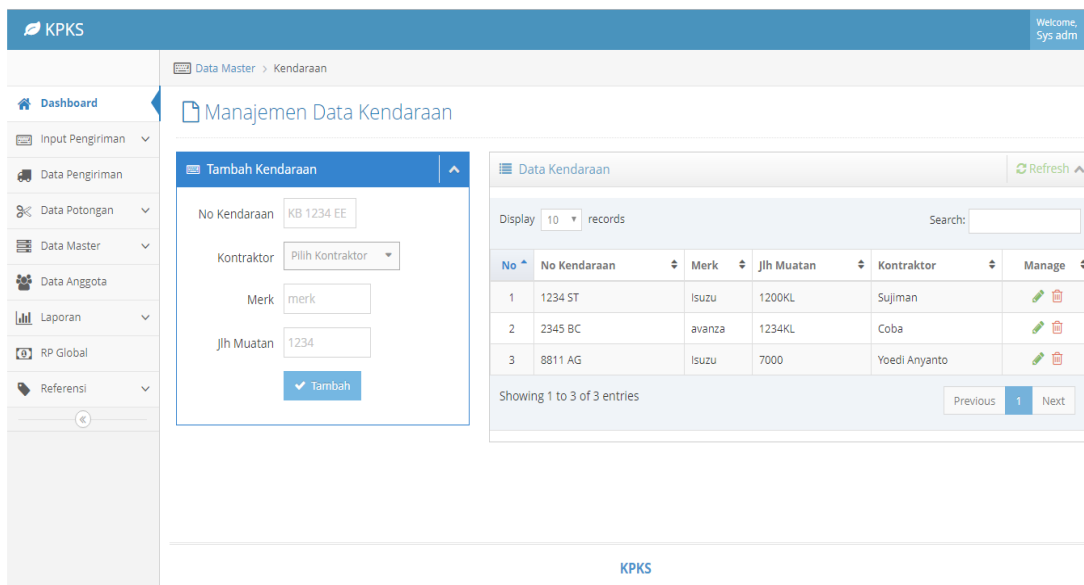 KPKS
Welcome,
Sys adm
Data Master > Kendaraan
Dashboard
Input Pengiriman
Data Pengiriman
Data Potongan
Data Master
Data Anggota
Laporan
RP Global
Referensi
Manajemen Data Kendaraan
Tambah Kendaraan
No Kendaraan KB 1234 EE
Kontraktor Pilih Kontraktor
Merk merk
Jlh Muatan 1234
Tambah
Data Kendaraan Refresh
Display 10 records Search:
No No Kendaraan Merk Jlh Muatan Kontraktor Manage
1 1234 ST Isuzu 1200KL Sujiman
2 2345 BC avanza 1234KL Coba
3 8811 AG Isuzu 7000 Yoedi Anyanto
Showing 1 to 3 of 3 entries
Previous 1 Next
KPKS